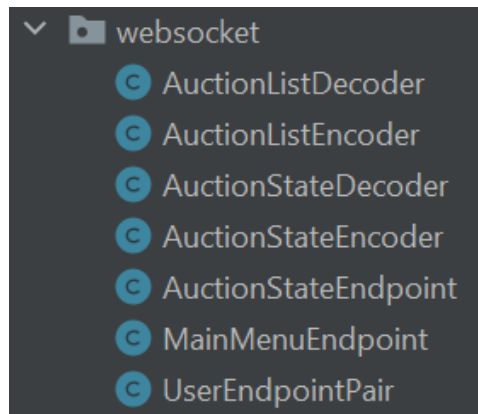 websocket
C AuctionListDecoder
C AuctionListEncoder
C AuctionStateDecoder
C AuctionStateEncoder
C AuctionStateEndpoint
C MainMenuEndpoint
C UserEndpointPair